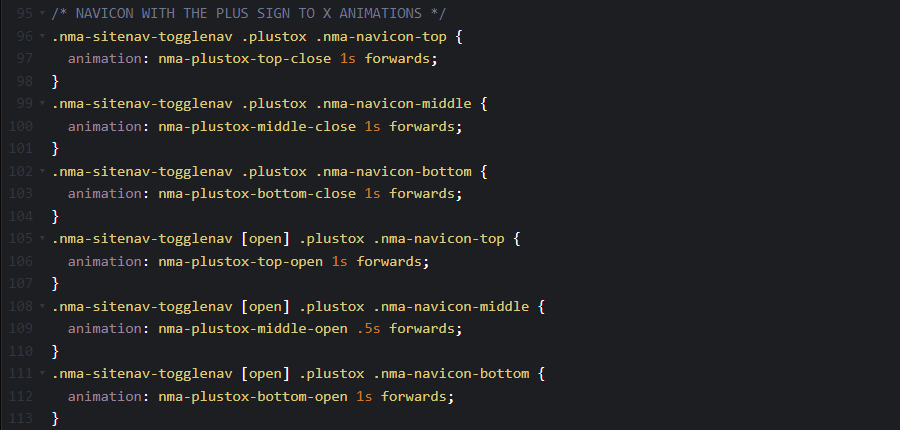 95 /* NAVICON WITH THE PLUS SIGN TO X ANIMATIONS */
96 .nma-sitenav-togglenav .plustox .nma-navicon-top {
97 animation: nma-plustox-top-close 1s forwards;
98 }
99 .nma-sitenav-togglenav .plustox .nma-navicon-middle {
100 animation: nma-plustox-middle-close 1s forwards;
101 }
102 .nma-sitenav-togglenav .plustox .nma-navicon-bottom {
103 animation: nma-plustox-bottom-close 1s forwards;
104 }
105 .nma-sitenav-togglenav [open] .plustox .nma-navicon-top {
106 animation: nma-plustox-top-open 1s forwards;
107 }
108 .nma-sitenav-togglenav [open] .plustox .nma-navicon-middle {
109 animation: nma-plustox-middle-open .5s forwards;
110 }
111 .nma-sitenav-togglenav [open] .plustox .nma-navicon-bottom {
112 animation: nma-plustox-bottom-open 1s forwards;
113 }